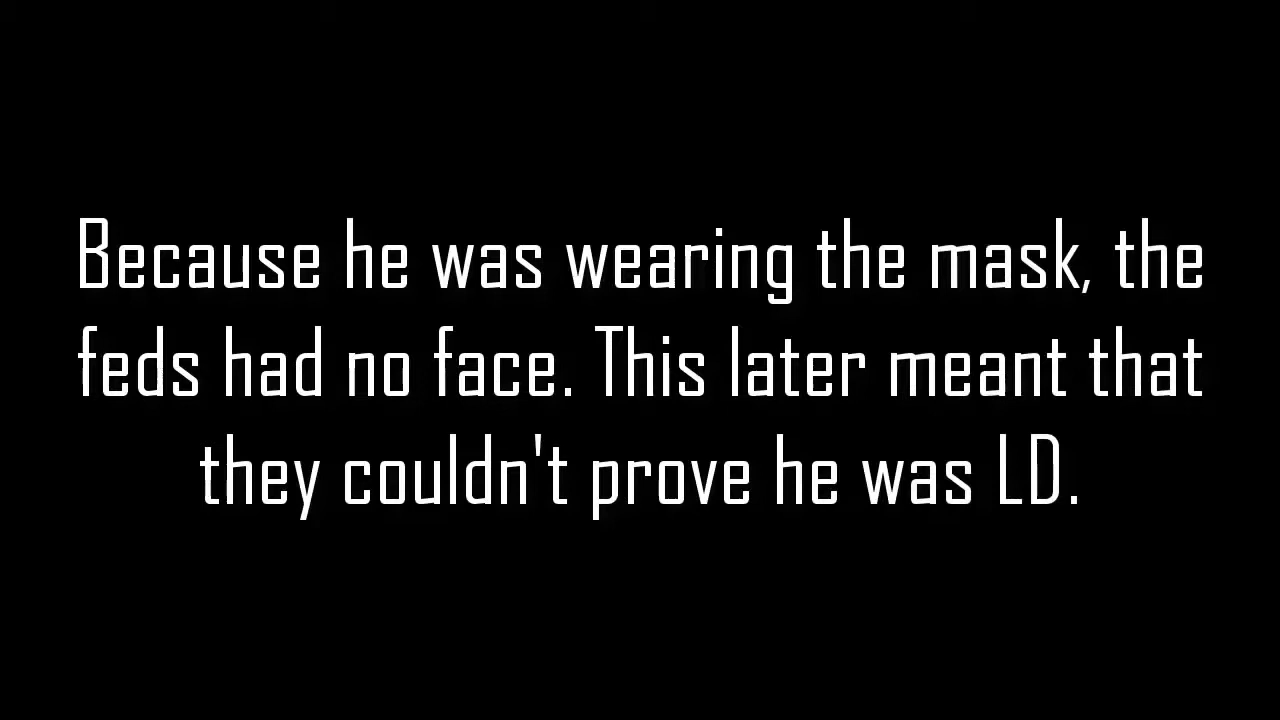 Because he was wearing the mask, the
feds had no face. This later meant that
they couldn't prove he was LD.